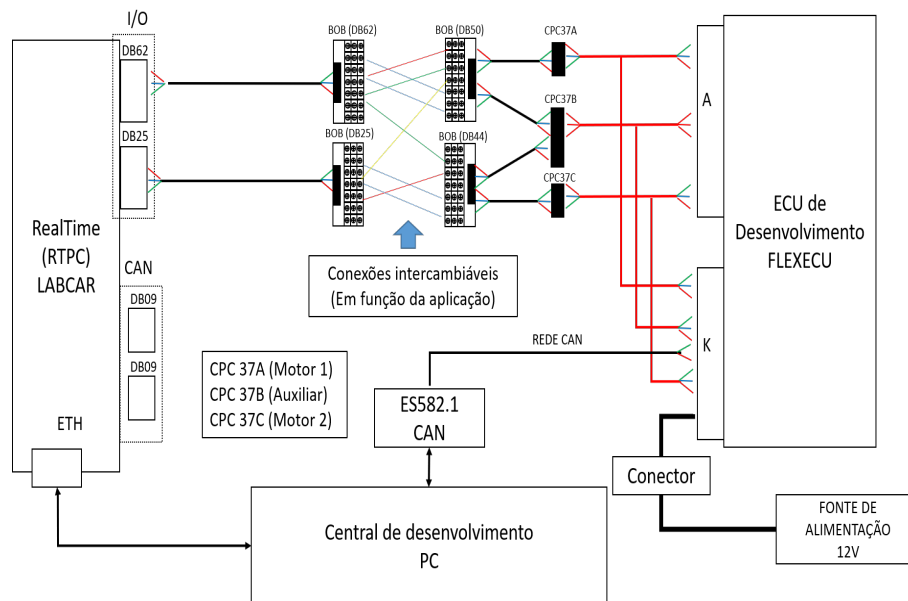 I/O
DB62
DB25
RealTime
(RTPC)
LABCAR
CAN
DB09
DB09
ETH
BOB (DB62)
BOB (DB50)
BOB (DB25)
BOB (DB44)
CPC37A
CPC37B
CPC37C
Conexões intercambiáveis
(Em função da aplicação)
CPC 37A (Motor 1)
CPC 37B (Auxiliar)
CPC 37C (Motor 2)
REDE CAN
ES582.1
CAN
A
K
ECU de
Desenvolvimento
FLEXECU
Conector
FONTE DE
ALIMENTAÇÃO
12V
Central de desenvolvimento
PC